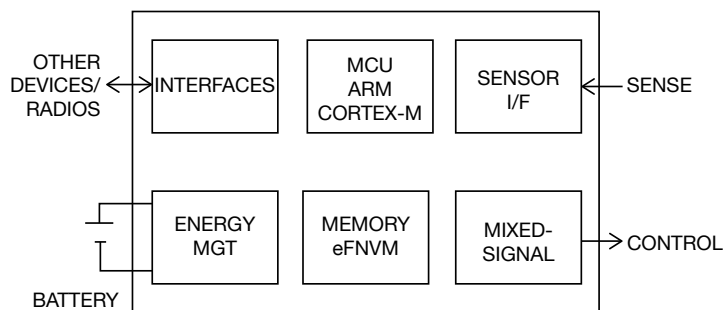 OTHER
DEVICES/
RADIOS
INTERFACES
MCU
ARM
CORTEX-M
SENSOR
I/F
SENSE
ENERGY
MGT
MEMORY
eFNVM
MIXED-
SIGNAL
CONTROL
BATTERY